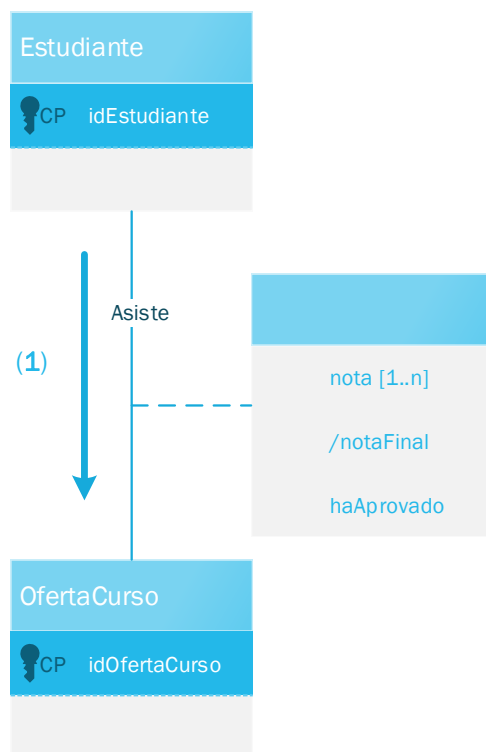 Estudiante
CP idEstudiante
Asiste
(1)
nota [1..n]
/notaFinal
haAprovado
OfertaCurso
CP idOfertaCurso